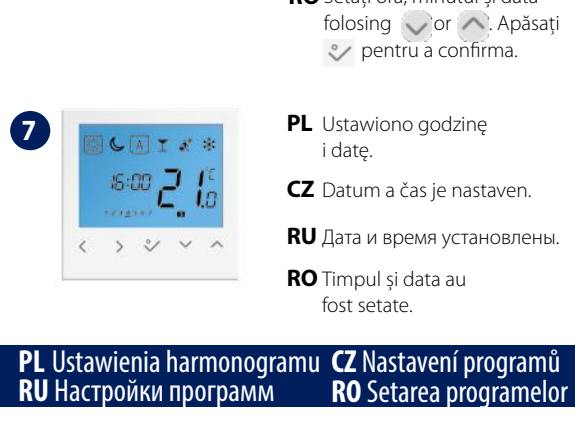 RO Setați ora, minutul și data
folosing or . Apăsați
pentru a confirma.
7
16:00 21.0 °C
PL Ustawiono godzinę
i datę.
CZ Datum a čas je nastaven.
RU Дата и время установлены.
RO Timpul și data au
fost setate.
PL Ustawienia harmonogramu CZ Nastavení programů
RU Настройки программ RO Setarea programelor